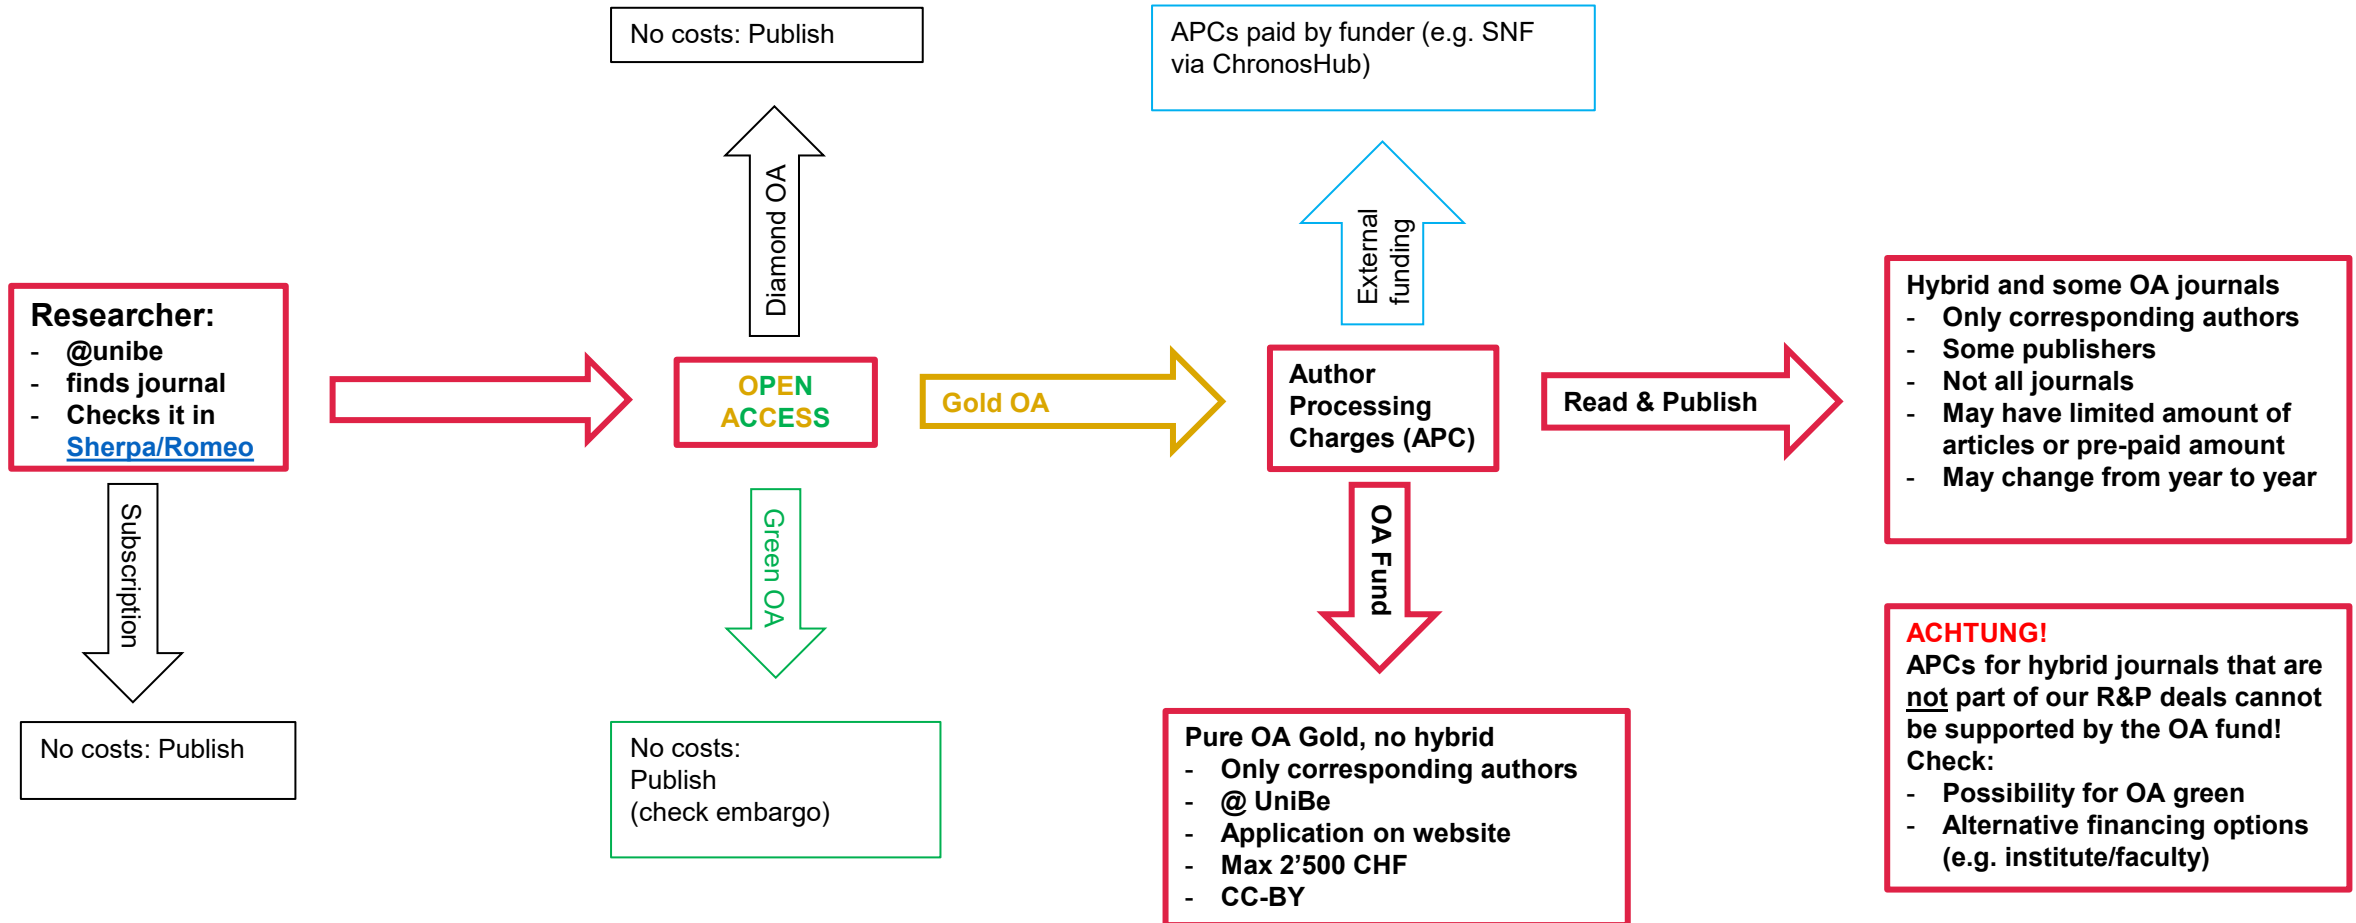 No costs: Publish
APCs paid by funder (e.g. SNF
via ChronosHub)
Diamond OA
External
funding
Researcher:
- @unibe
- finds journal
- Checks it in
Sherpa/Romeo
OPEN
ACCESS
Gold OA
Author
Processing
Charges (APC)
Read & Publish
Hybrid and some OA journals
- Only corresponding authors
- Some publishers
- Not all journals
- May have limited amount of
articles or pre-paid amount
- May change from year to year
Subscription
Green OA
OA Fund
No costs: Publish
No costs:
Publish
(check embargo)
Pure OA Gold, no hybrid
- Only corresponding authors
- @ UniBe
- Application on website
- Max 2’500 CHF
- CC-BY
ACHTUNG!
APCs for hybrid journals that are
not part of our R&P deals cannot
be supported by the OA fund!
Check:
- Possibility for OA green
- Alternative financing options
(e.g. institute/faculty)